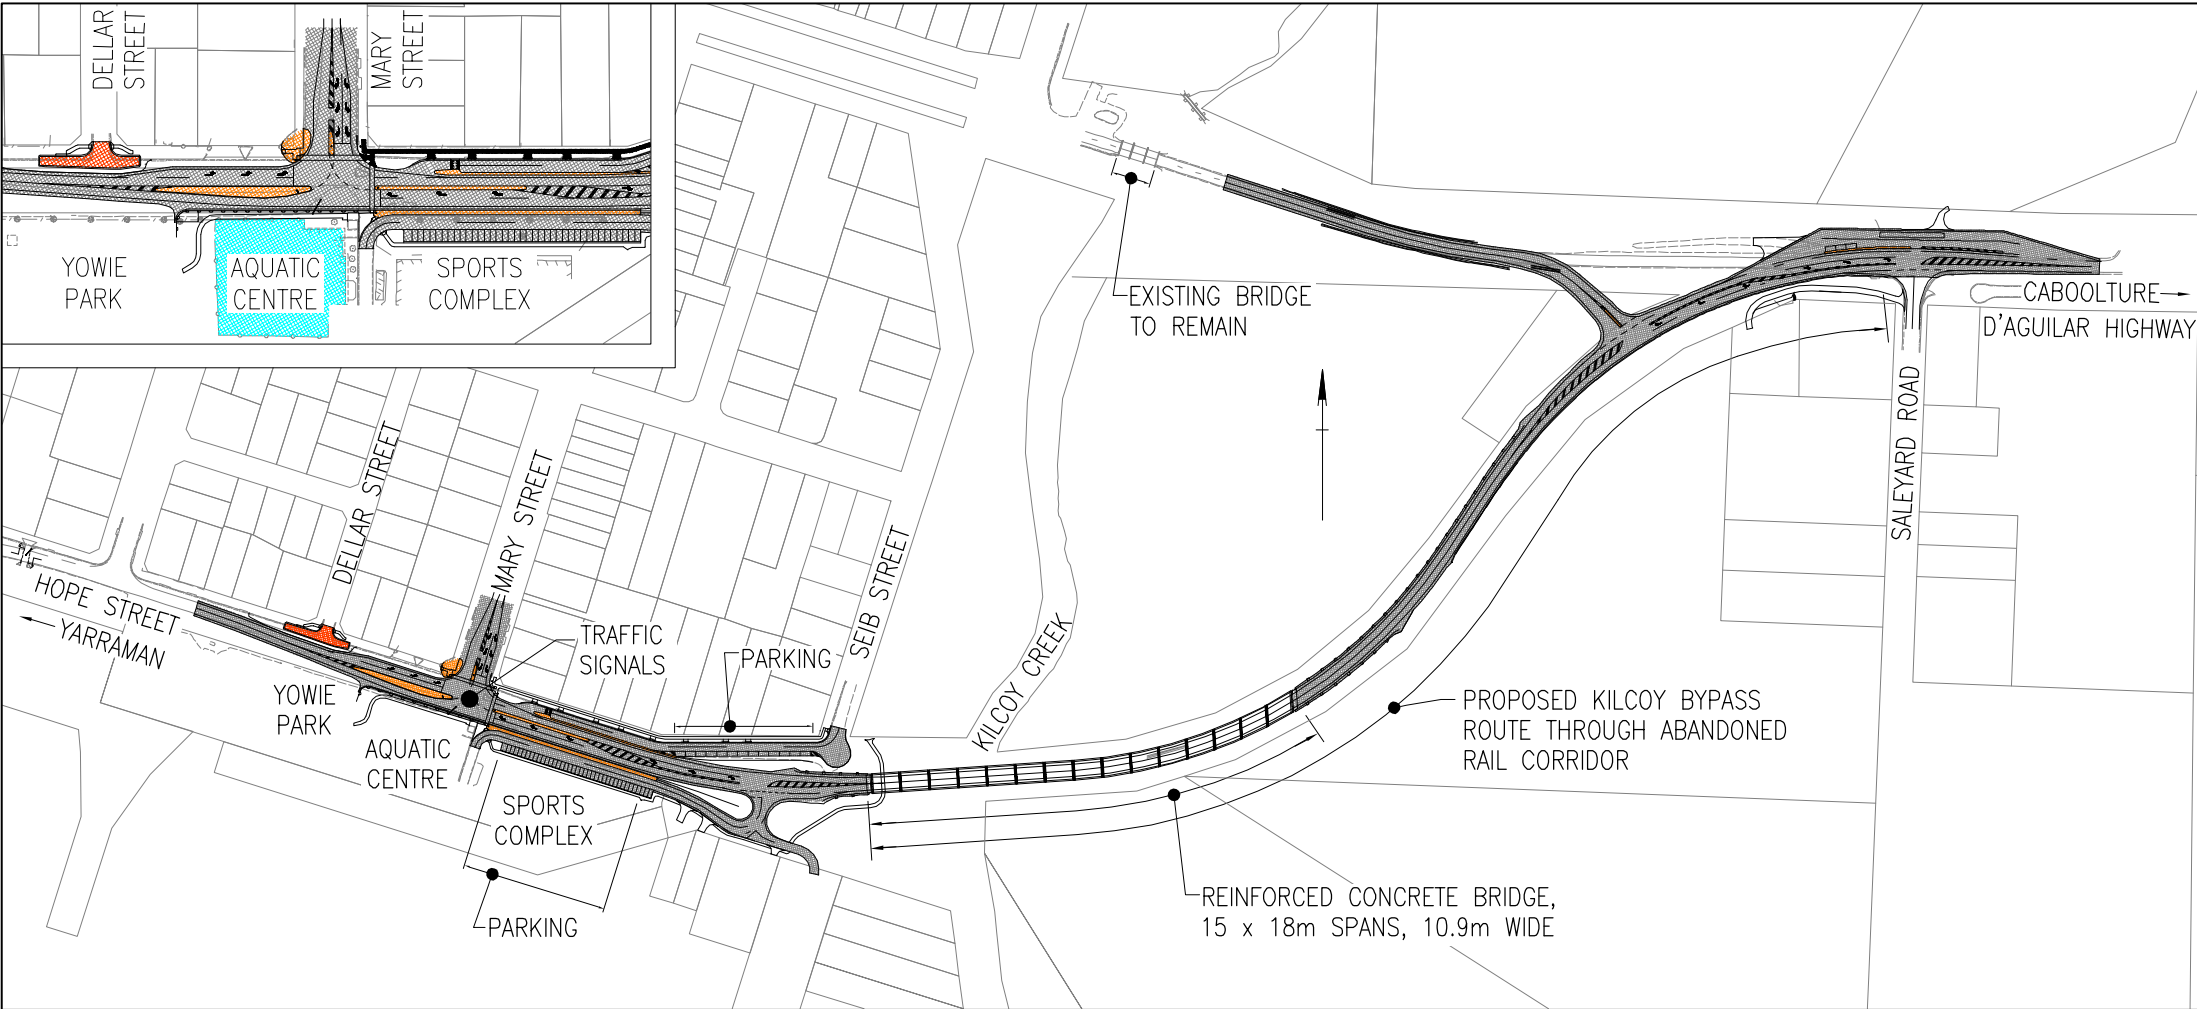 DELLAR
STREET
MARY
STREET
YOWIE
PARK
AQUATIC
CENTRE
SPORTS
COMPLEX
EXISTING BRIDGE
TO REMAIN
CABOOLTURE
D'AGUILAR HIGHWAY
SALEYARD ROAD
DELLAR STREET
MARY STREET
SEIB STREET
KILCOY CREEK
HOPE STREET
YARRAMAN
TRAFFIC
SIGNALS
PARKING
YOWIE
PARK
AQUATIC
CENTRE
SPORTS
COMPLEX
PARKING
PROPOSED KILCOY BYPASS
ROUTE THROUGH ABANDONED
RAIL CORRIDOR
REINFORCED CONCRETE BRIDGE,
15 x 18m SPANS, 10.9m WIDE